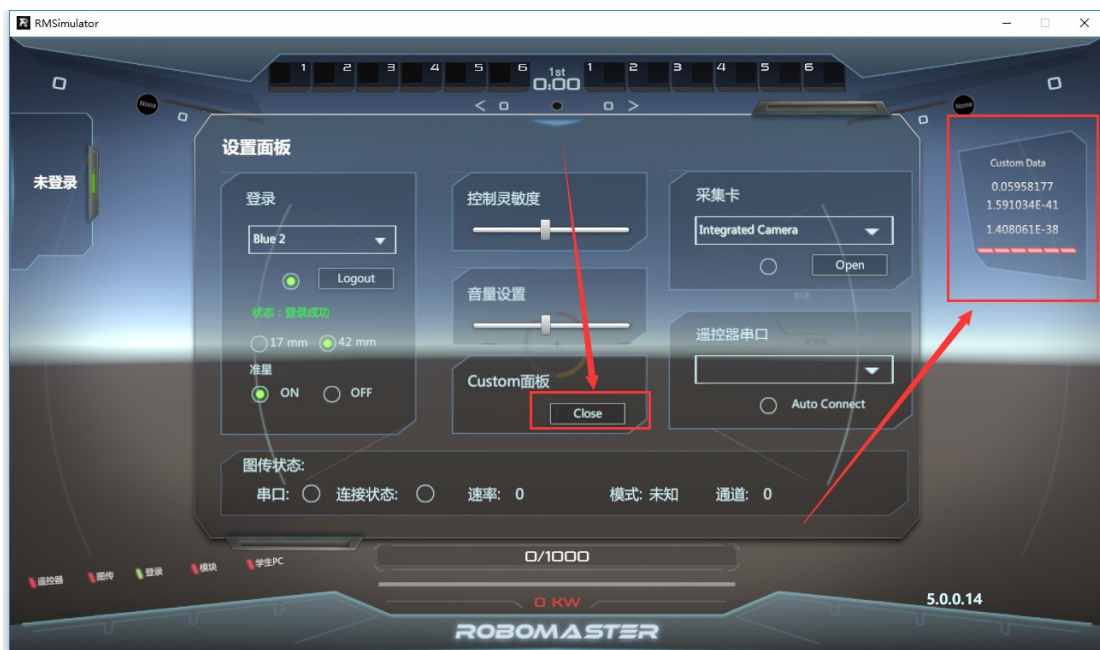 RMSimulator
1 2 3 4 5 6 1st 1 2 3 4 5 6
0:00
None
None
未登录
设置面板
登录
Blue 2
Logout
状态：登录成功
17 mm 42 mm
准星
ON OFF
控制灵敏度
音量设置
Custom面板
Close
采集卡
Integrated Camera
Open
遥控器串口
Auto Connect
Custom Data
0.05958177
1.591034E-41
1.408061E-38
图传状态:
串口: 连接状态: 速率: 0 模式: 未知 通道: 0
遥控器 图传 登录 模块 学生PC
0/1000
0 KW
5.0.0.14
ROBOMASTER